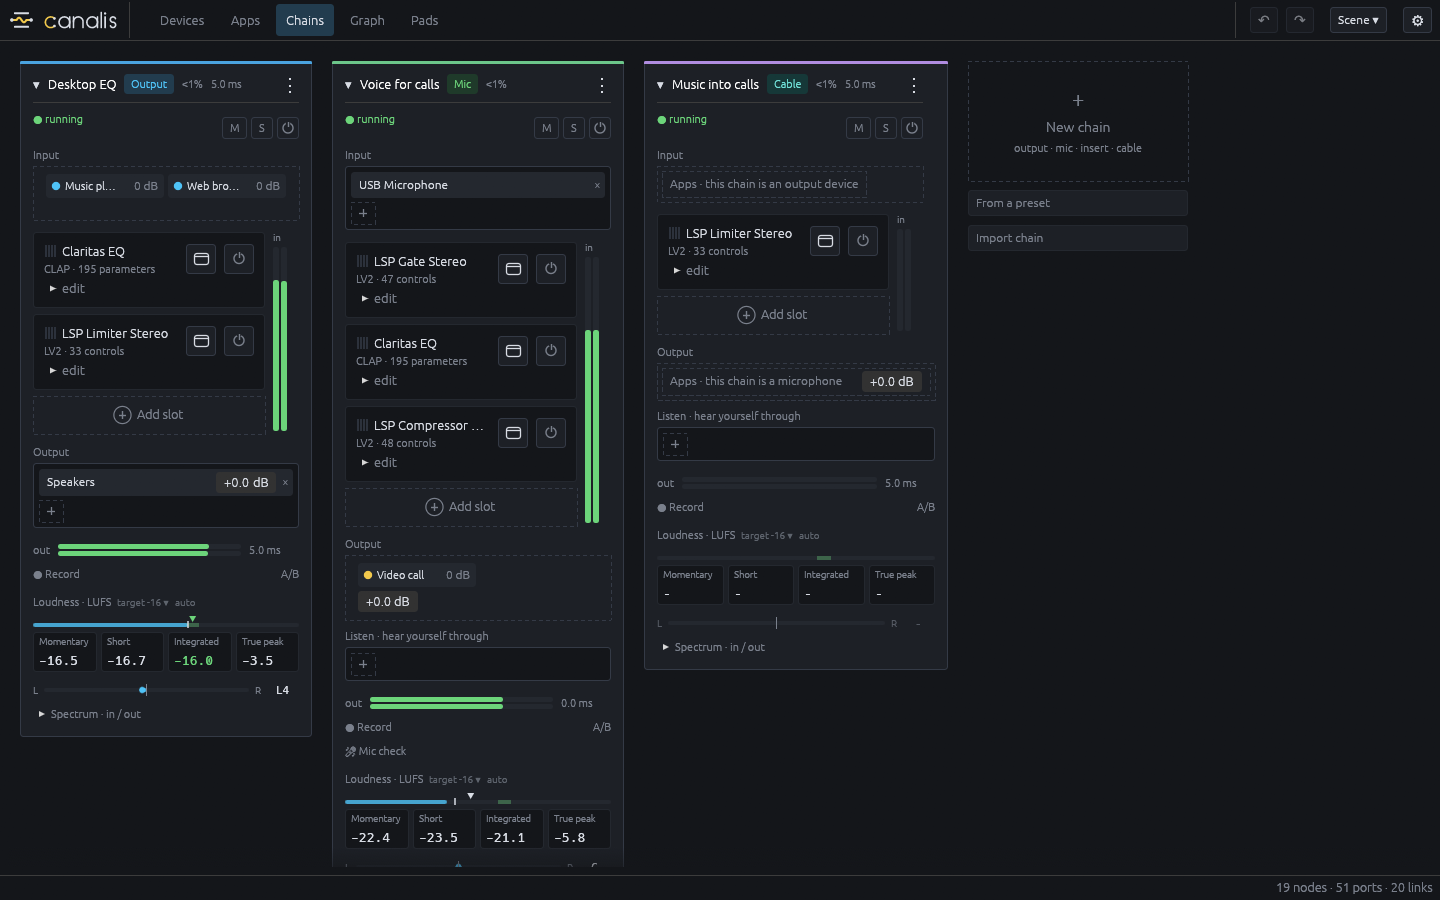 canalis
Devices
Apps
Chains
Graph
Pads
Scene ▾
Desktop EQ Output <1% 5.0 ms
running
M S
Input
Music pl... 0 dB
Web bro... 0 dB
Claritas EQ
CLAP · 195 parameters
edit
in
LSP Limiter Stereo
LV2 · 33 controls
edit
Add slot
Output
Speakers +0.0 dB ×
+
out 5.0 ms
Record A/B
Loudness · LUFS target -16 ▾ auto
Momentary Short Integrated True peak
-16.5 -16.7 -16.0 -3.5
L R L4
Spectrum · in / out
Voice for calls Mic <1%
running
M S
Input
USB Microphone ×
+
in
LSP Gate Stereo
LV2 · 47 controls
edit
Claritas EQ
CLAP · 195 parameters
edit
LSP Compressor ...
LV2 · 48 controls
edit
Add slot
Output
Video call 0 dB
+0.0 dB
Listen · hear yourself through
+
out 0.0 ms
Record A/B
Mic check
Loudness · LUFS target -16 ▾ auto
Momentary Short Integrated True peak
-22.4 -23.5 -21.1 -5.8
Music into calls Cable <1% 5.0 ms
running
M S
Input
Apps · this chain is an output device
in
LSP Limiter Stereo
LV2 · 33 controls
edit
Add slot
Output
Apps · this chain is a microphone +0.0 dB
Listen · hear yourself through
+
out 5.0 ms
Record A/B
Loudness · LUFS target -16 ▾ auto
Momentary Short Integrated True peak
- - - -
L R -
Spectrum · in / out
+
New chain
output · mic · insert · cable
From a preset
Import chain
19 nodes · 51 ports · 20 links